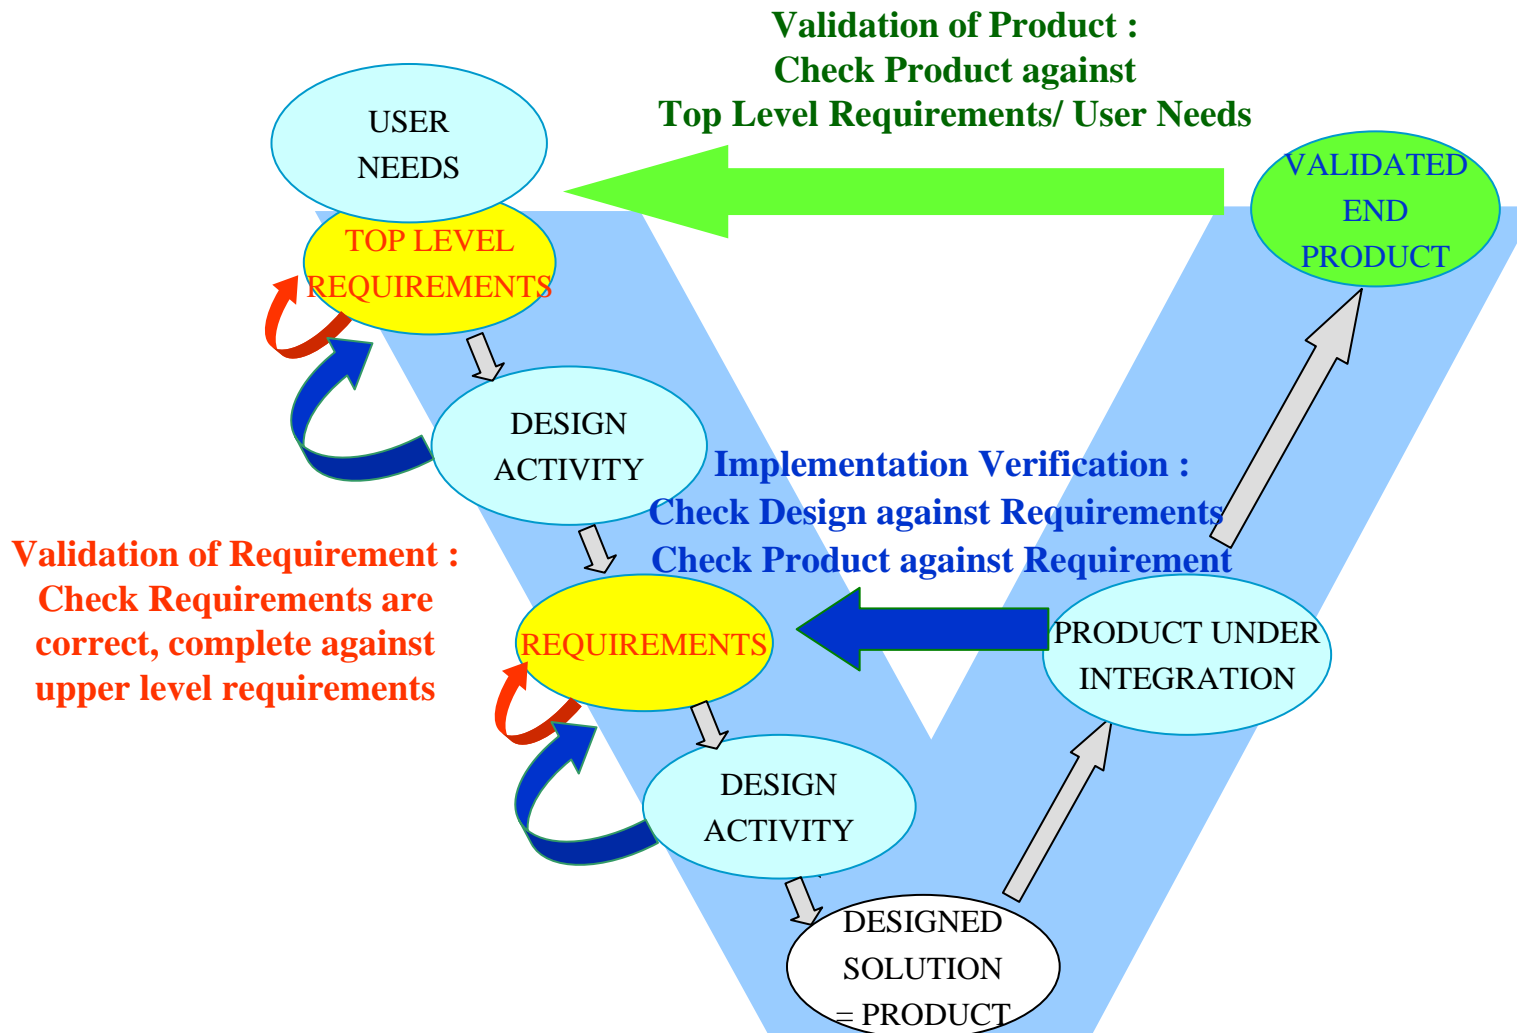 Validation of Product :
Check Product against
Top Level Requirements/ User Needs
USER
NEEDS
VALIDATED
END
PRODUCT
TOP LEVEL
REQUIREMENTS
DESIGN
ACTIVITY
Implementation Verification :
Check Design against Requirements
Check Product against Requirement
Validation of Requirement :
Check Requirements are
correct, complete against
upper level requirements
REQUIREMENTS
PRODUCT UNDER
INTEGRATION
DESIGN
ACTIVITY
DESIGNED
SOLUTION
= PRODUCT